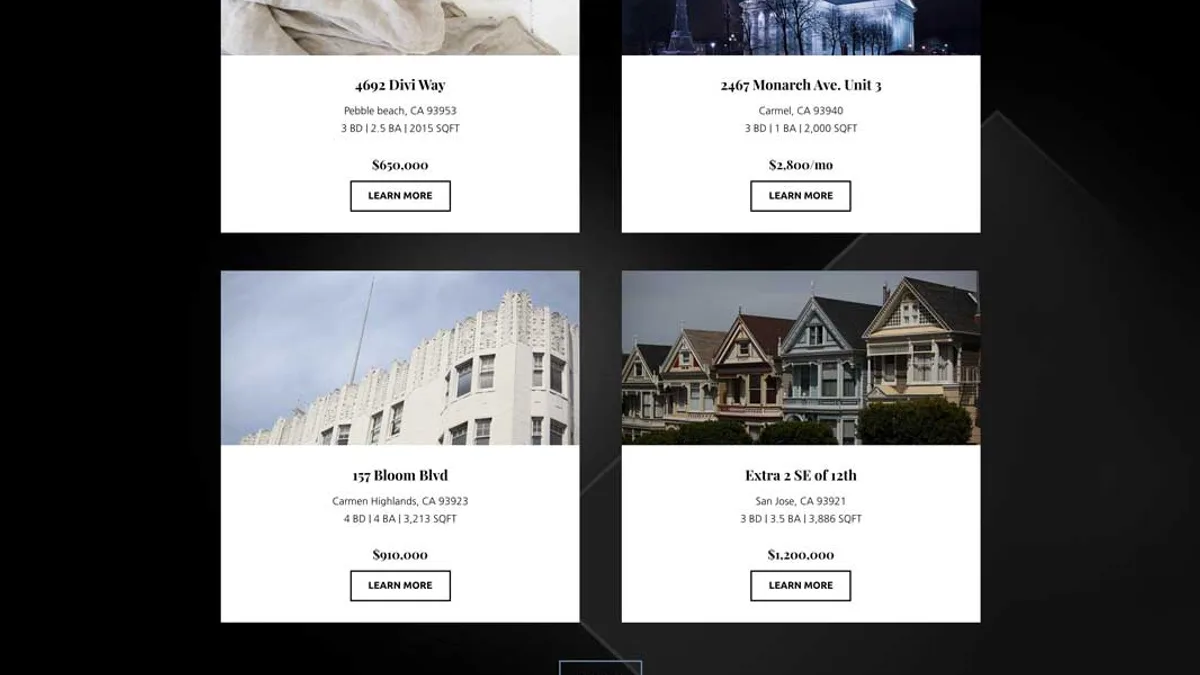 4692 Divi Way
Pebble beach, CA 93953
3 BD | 2.5 BA | 2015 SQFT
$650,000
LEARN MORE
2467 Monarch Ave. Unit 3
Carmel, CA 93940
3 BD | 1 BA | 2,000 SQFT
$2,800/mo
LEARN MORE
157 Bloom Blvd
Carmen Highlands, CA 93923
4 BD | 4 BA | 3,213 SQFT
$910,000
LEARN MORE
Extra 2 SE of 12th
San Jose, CA 93921
3 BD | 3.5 BA | 3,886 SQFT
$1,200,000
LEARN MORE